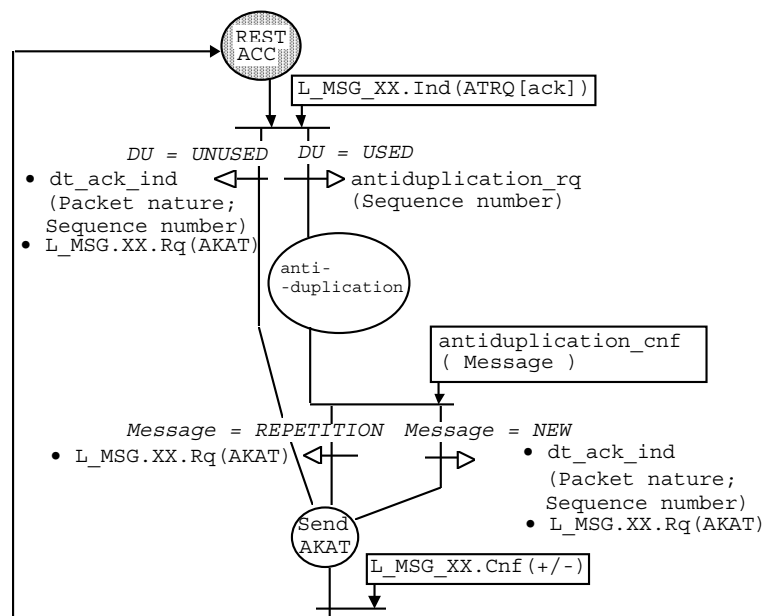 REST
ACC
L_MSG_XX.Ind(ATRQ[ack])
DU = UNUSED
DU = USED
• dt_ack_ind
(Packet nature;
Sequence number)
• L_MSG.XX.Rq(AKAT)
antiduplication_rq
(Sequence number)
anti-
-duplication
antiduplication_cnf
( Message )
Message = REPETITION
Message = NEW
• L_MSG.XX.Rq(AKAT)
• dt_ack_ind
(Packet nature;
Sequence number)
• L_MSG.XX.Rq(AKAT)
Send
AKAT
L_MSG_XX.Cnf(+/-)